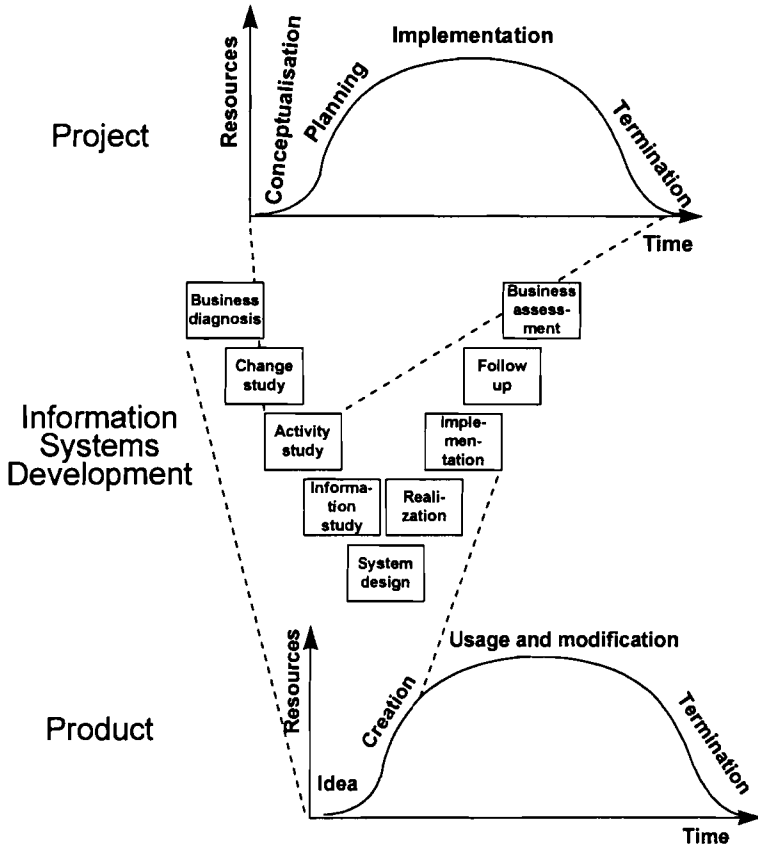 Implementation
Resources
Conceptualisation
Planning
Termination
Project
Time
Business
diagnosis
Business
assess-
ment
Change
study
Follow
up
Information
Systems
Development
Activity
study
Imple-
men-
tation
Informa-
tion
study
Reali-
zation
System
design
Usage and modification
Resources
Creation
Termination
Product
Idea
Time